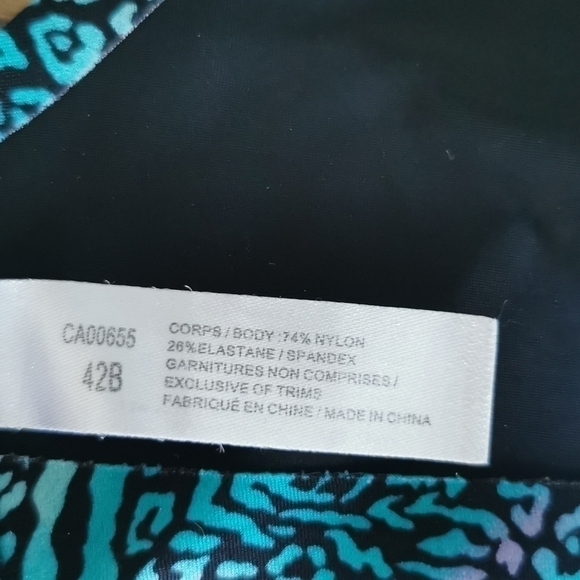 CA00655
42B
CORPS / BODY :74% NYLON
26%ELASTANE / SPANDEX
GARNITURES NON COMPRISES /
EXCLUSIVE OF TRIMS
FABRIQUÉ EN CHINE / MADE IN CHINA